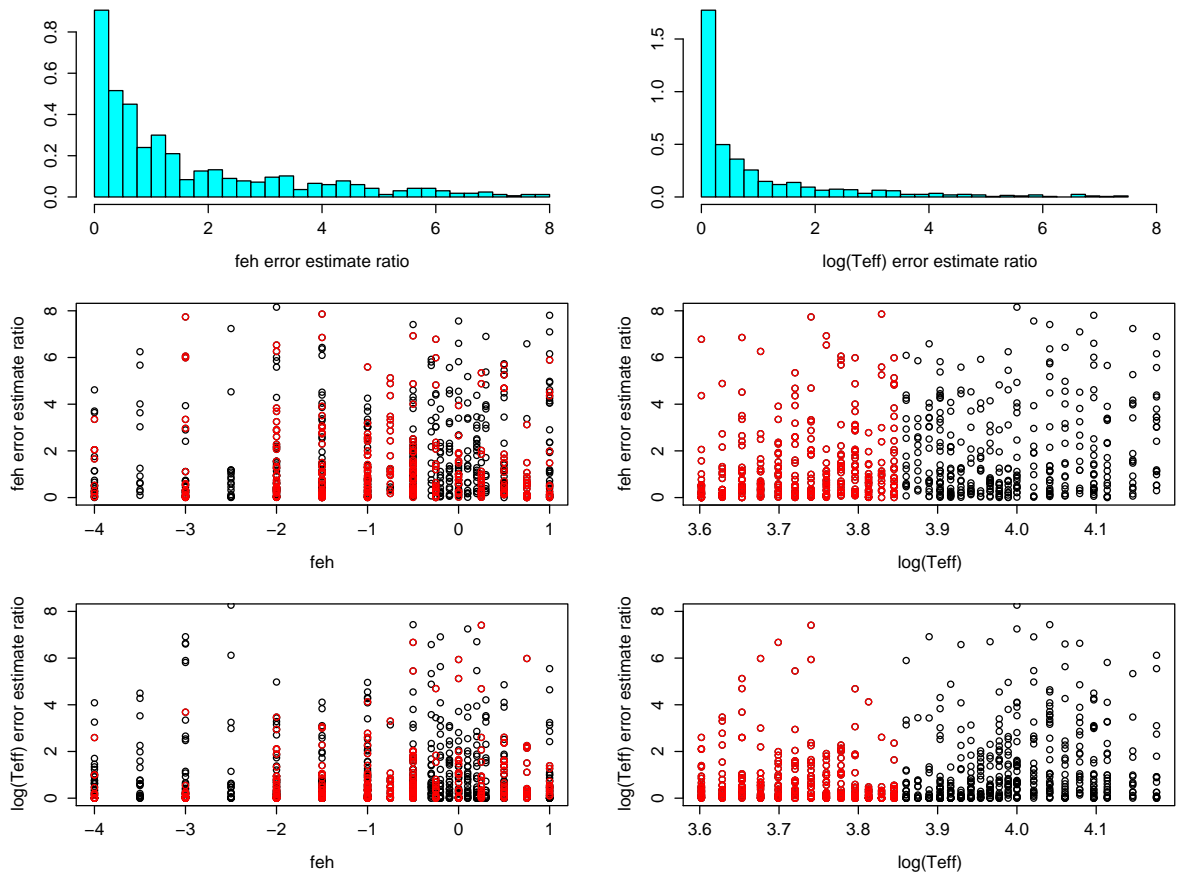 0.0 0.2 0.4 0.6 0.8
0 2 4 6 8
feh error estimate ratio
0.0 0.5 1.0 1.5
0 2 4 6 8
log(Teff) error estimate ratio
feh error estimate ratio
0 2 4 6 8
−4 −3 −2 −1 0 1
feh
feh error estimate ratio
0 2 4 6 8
3.6 3.7 3.8 3.9 4.0 4.1
log(Teff)
log(Teff) error estimate ratio
0 2 4 6 8
−4 −3 −2 −1 0 1
feh
log(Teff) error estimate ratio
0 2 4 6 8
3.6 3.7 3.8 3.9 4.0 4.1
log(Teff)